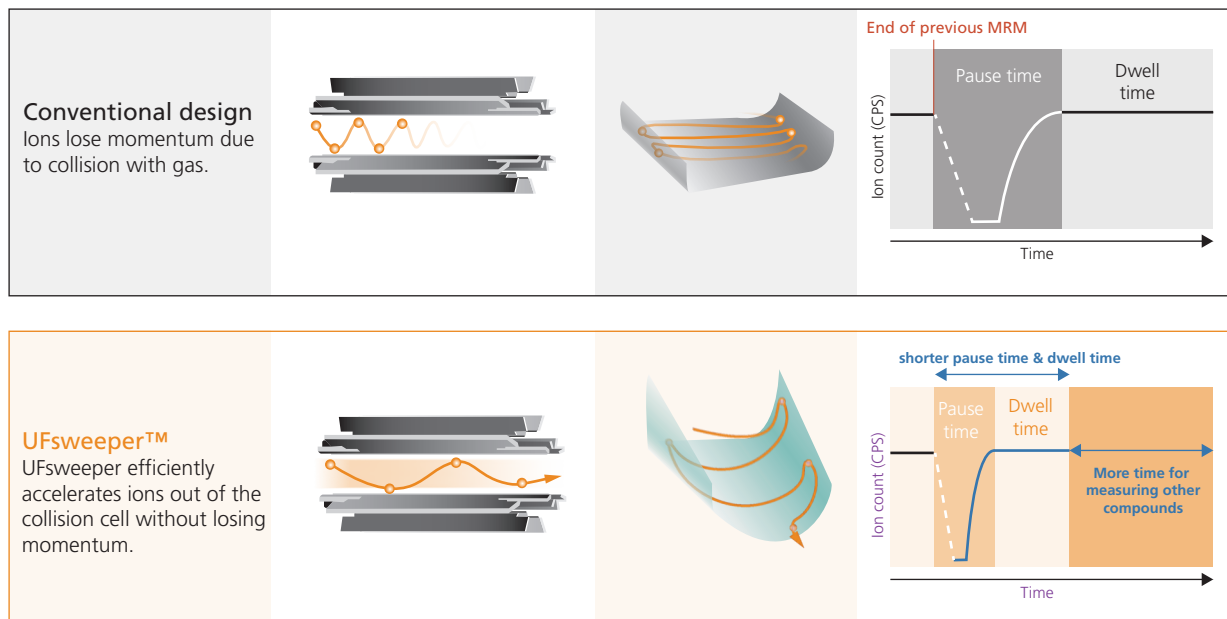 Conventional design
Ions lose momentum due
to collision with gas.
End of previous MRM
Pause time
Dwell
time
Ion count (CPS)
Time
UFsweeper™
UFsweeper efficiently
accelerates ions out of the
collision cell without losing
momentum.
shorter pause time & dwell time
Pause
time
Dwell
time
More time for
measuring other
compounds
Ion count (CPS)
Time